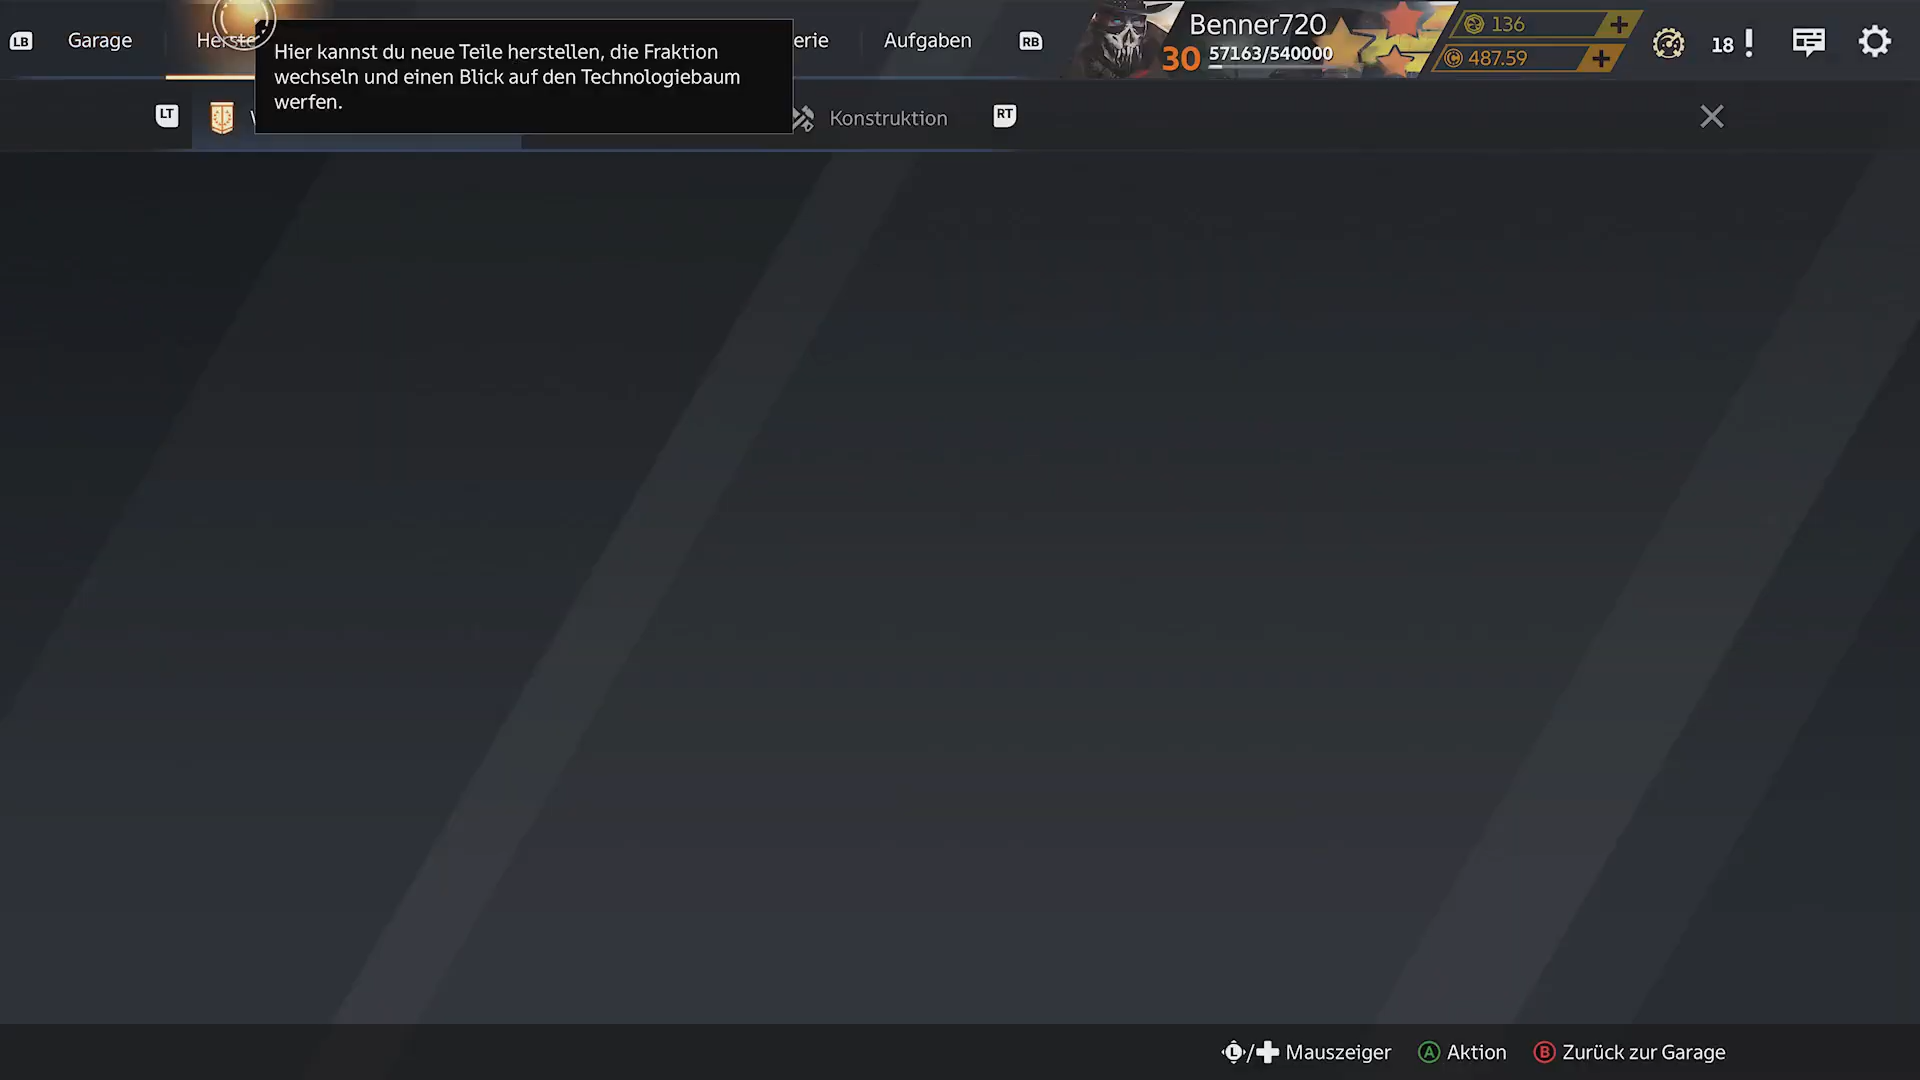 LB Garage Herste erie Aufgaben RB
Hier kannst du neue Teile herstellen, die Fraktion
wechseln und einen Blick auf den Technologiebaum
werfen.
Benner720
30 57163/540000
136
487.59
18 !
LT Konstruktion RT
L/ Mauszeiger A Aktion B Zurück zur Garage